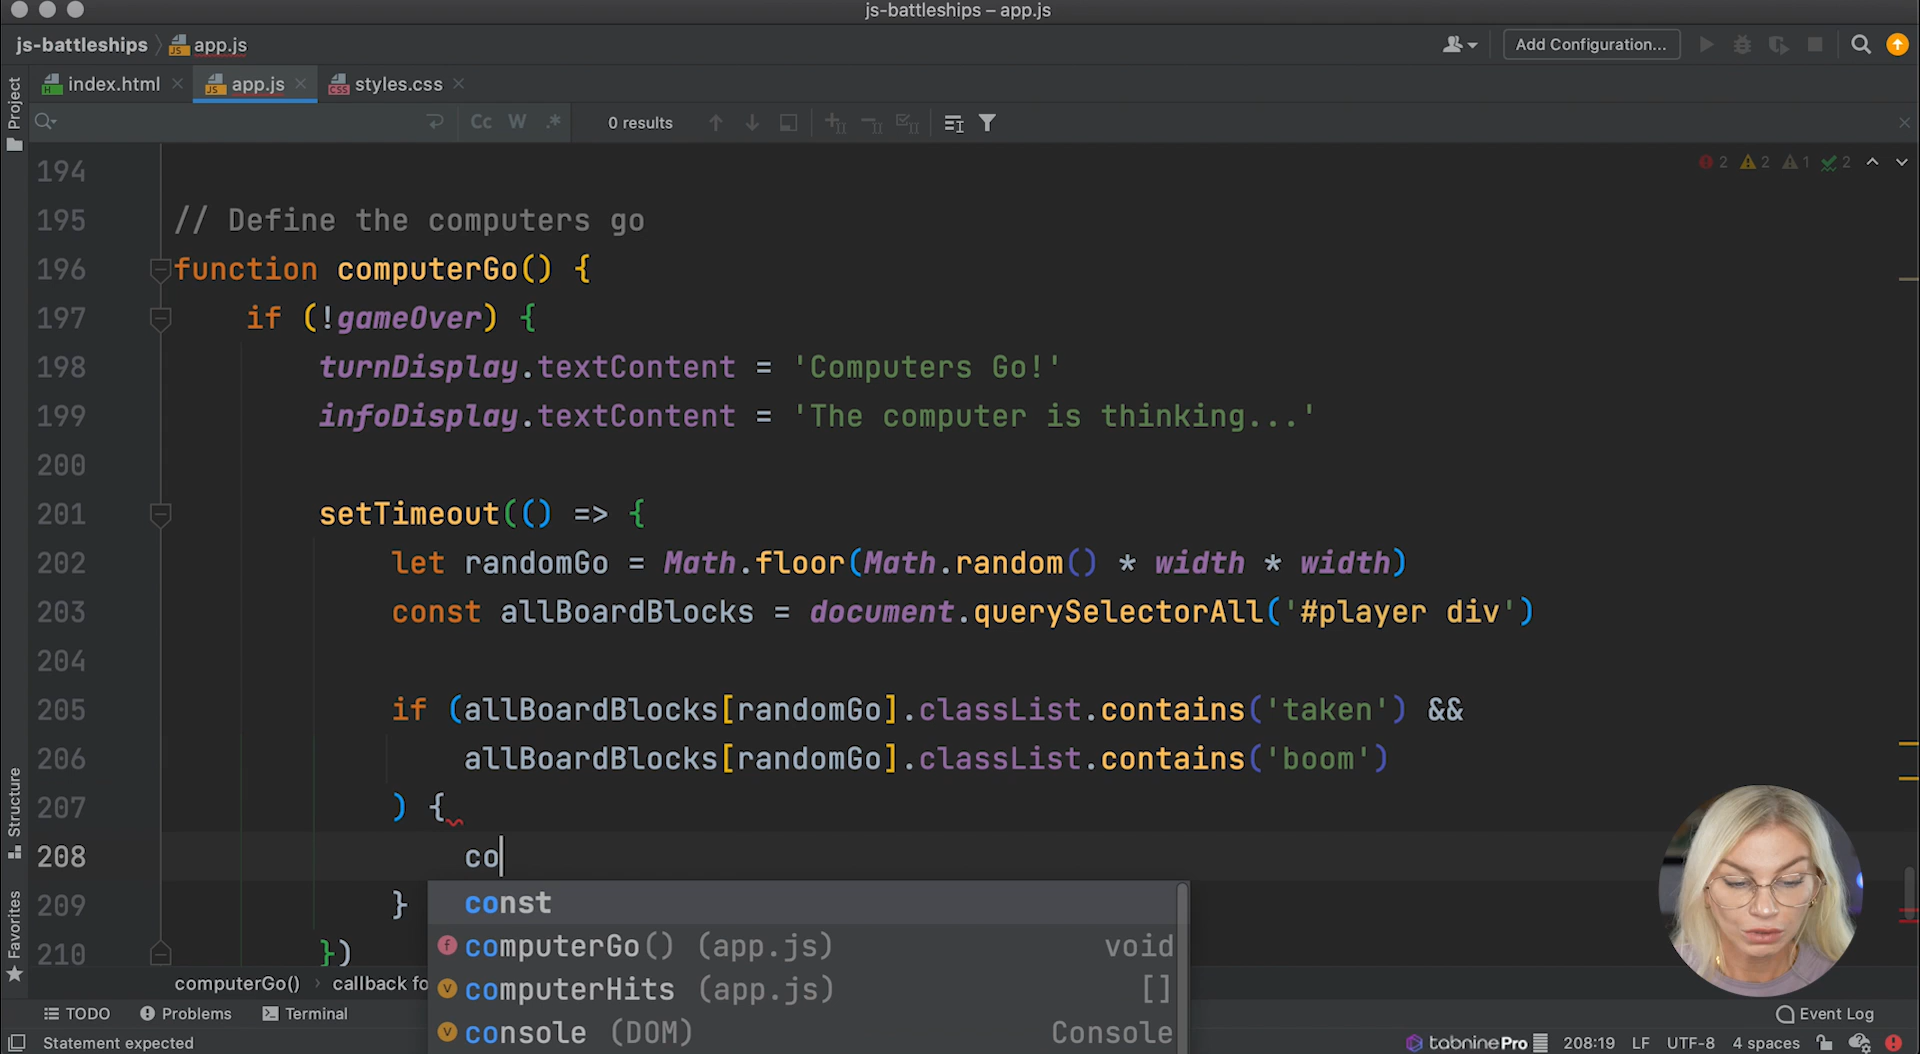 js-battleships – app.js
js-battleships app.js Add Configuration...
index.html app.js styles.css
Project
Cc W .* 0 results
2 2 1 2
194
195 // Define the computers go
196 function computerGo() {
197 if (!gameOver) {
198 turnDisplay.textContent = 'Computers Go!'
199 infoDisplay.textContent = 'The computer is thinking...'
200
201 setTimeout(() => {
202 let randomGo = Math.floor(Math.random() * width * width)
203 const allBoardBlocks = document.querySelectorAll('#player div')
204
205 if (allBoardBlocks[randomGo].classList.contains('taken') &&
206 allBoardBlocks[randomGo].classList.contains('boom')
207 ) {
208 co
209 }
210 })
const
f computerGo() (app.js) void
v computerHits (app.js) []
v console (DOM) Console
Structure
Favorites
computerGo() › callback fo
TODO Problems Terminal Event Log
Statement expected tabninePro 208:19 LF UTF-8 4 spaces